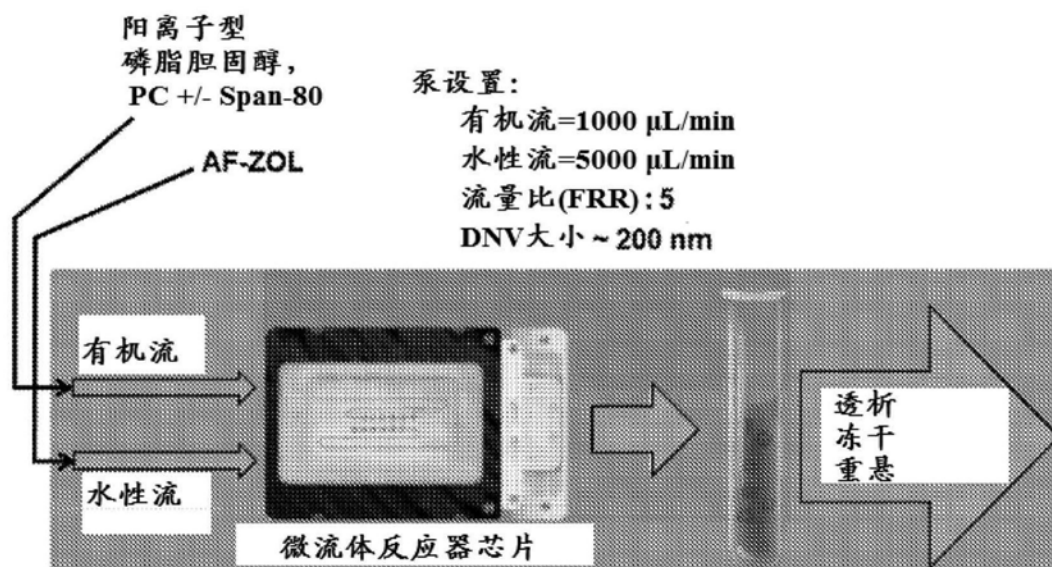 阳离子型
磷脂胆固醇，
PC +/- Span-80
AF-ZOL
泵设置：
有机流=1000 μL/min
水性流=5000 μL/min
流量比(FRR)：5
DNV大小 ~ 200 nm
有机流
水性流
微流体反应器芯片
透析
冻干
重悬